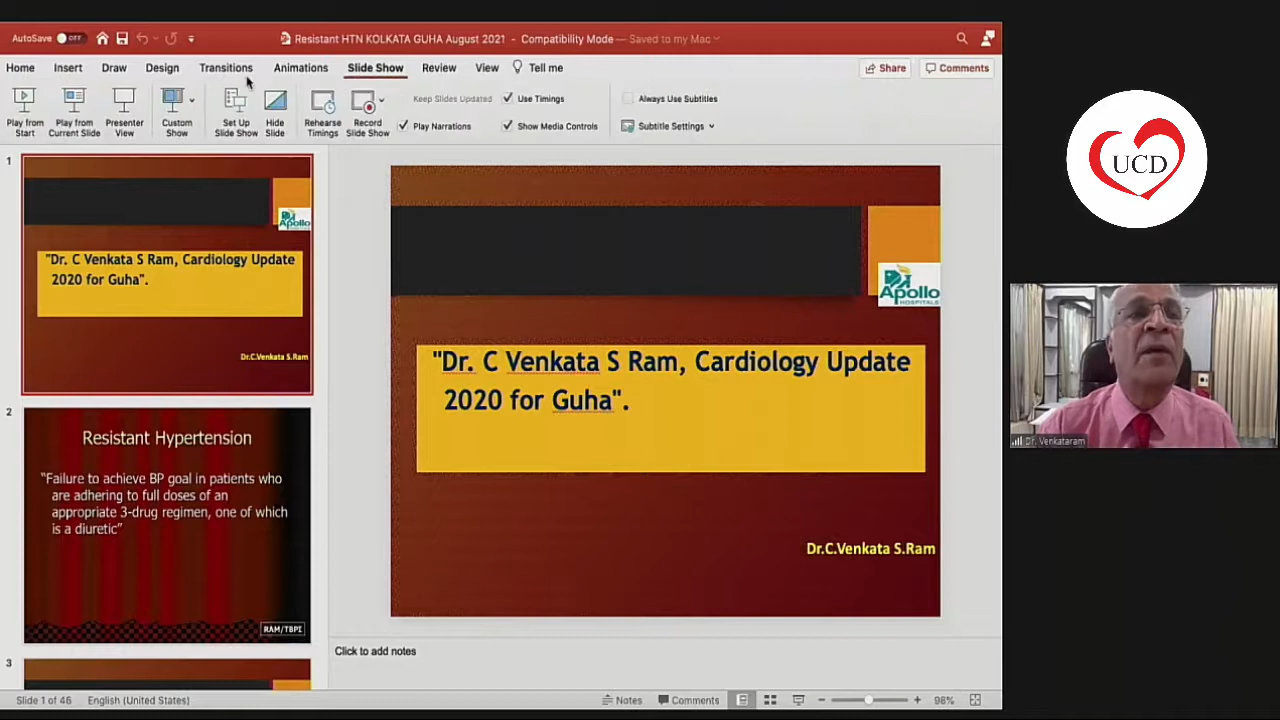 AutoSave OFF
Resistant HTN KOLKATA GUHA August 2021 - Compatibility Mode — Saved to my Mac
Home Insert Draw Design Transitions Animations Slide Show Review View Tell me
Share Comments
Play from Start
Play from Current Slide
Presenter View
Custom Show
Set Up Slide Show
Hide Slide
Rehearse Timings
Record Slide Show
Keep Slides Updated
Use Timings
Play Narrations
Show Media Controls
Always Use Subtitles
Subtitle Settings
1
Apollo
"Dr. C Venkata S Ram, Cardiology Update
2020 for Guha".
Dr.C.Venkata S.Ram
2
Resistant Hypertension
"Failure to achieve BP goal in patients who
are adhering to full doses of an
appropriate 3-drug regimen, one of which
is a diuretic"
RAM/TBPI
3
Apollo
HOSPITALS
"Dr. C Venkata S Ram, Cardiology Update
2020 for Guha".
Dr.C.Venkata S.Ram
Click to add notes
Slide 1 of 46 English (United States)
Notes Comments 98%
UCD
Dr. Venkataram